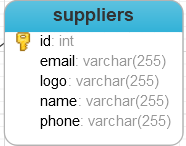 suppliers
id: int
email: varchar(255)
logo: varchar(255)
name: varchar(255)
phone: varchar(255)